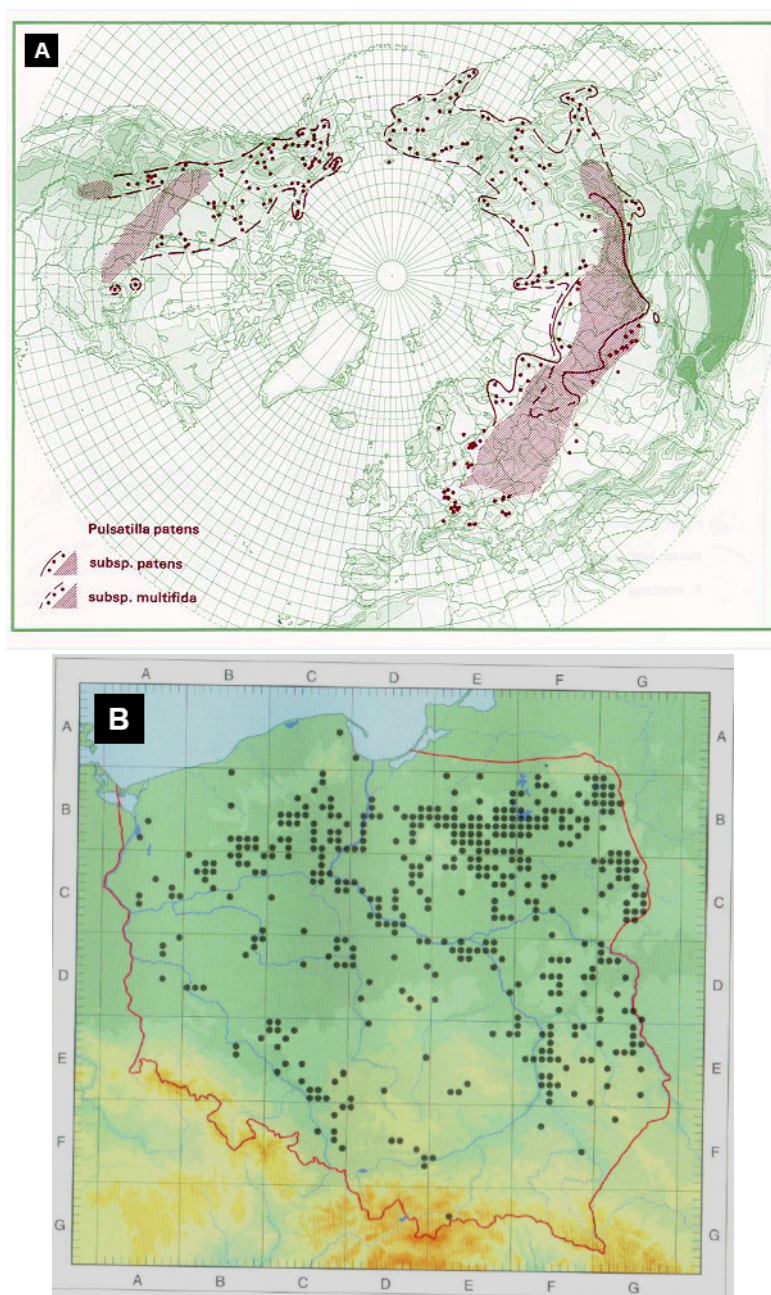 A
Pulsatilla patens
subsp. patens
subsp. multifida
B
A B C D E F G
A A
B B
C C
D D
E E
F F
G G
A B C D E F G